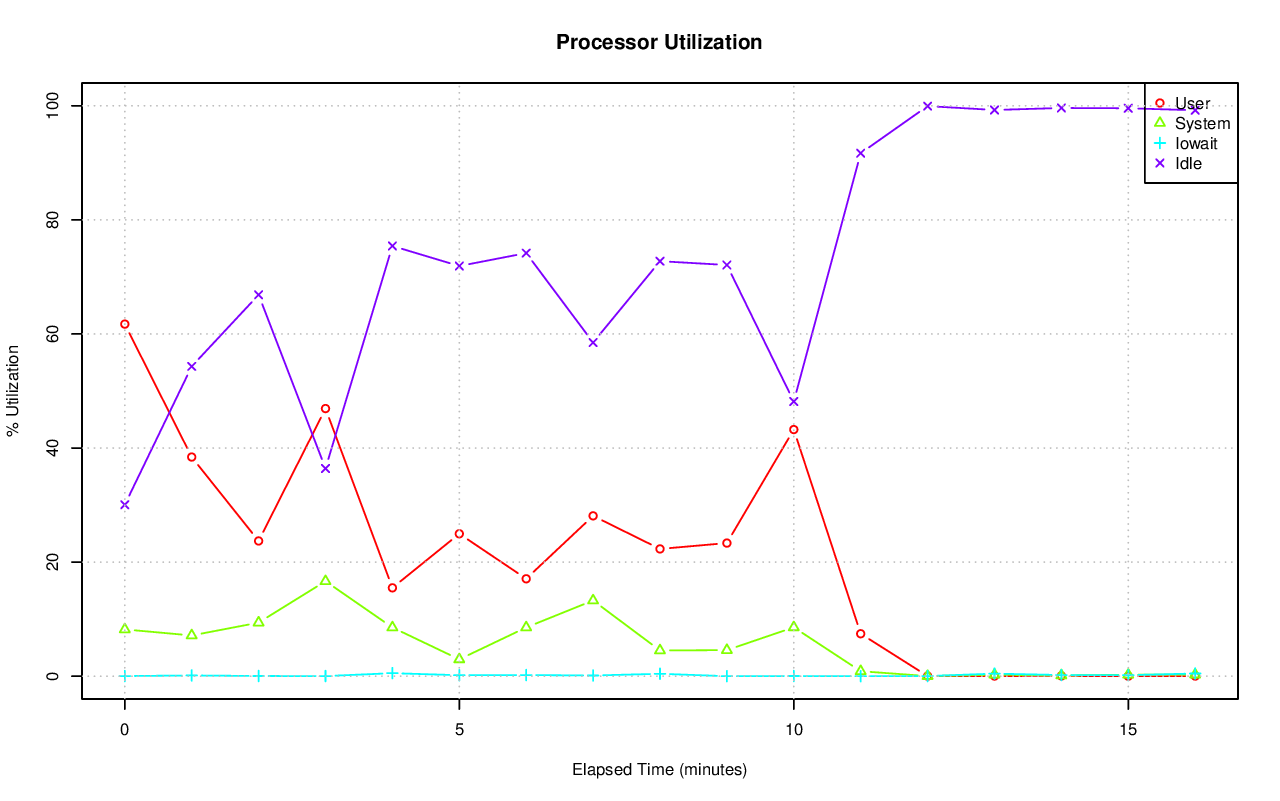 Processor Utilization
% Utilization
100
80
60
40
20
0
User
System
Iowait
Idle
0 5 10 15
Elapsed Time (minutes)